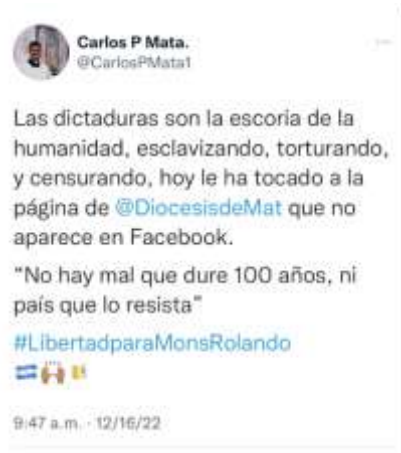 Carlos P Mata.
@CarlosPMata1
Las dictaduras son la escoria de la
humanidad, esclavizando, torturando,
y censurando, hoy le ha tocado a la
página de @DiocesisdeMat que no
aparece en Facebook.
"No hay mal que dure 100 años, ni
país que lo resista"
#LibertadparaMonsRolando
9:47 a.m. · 12/16/22